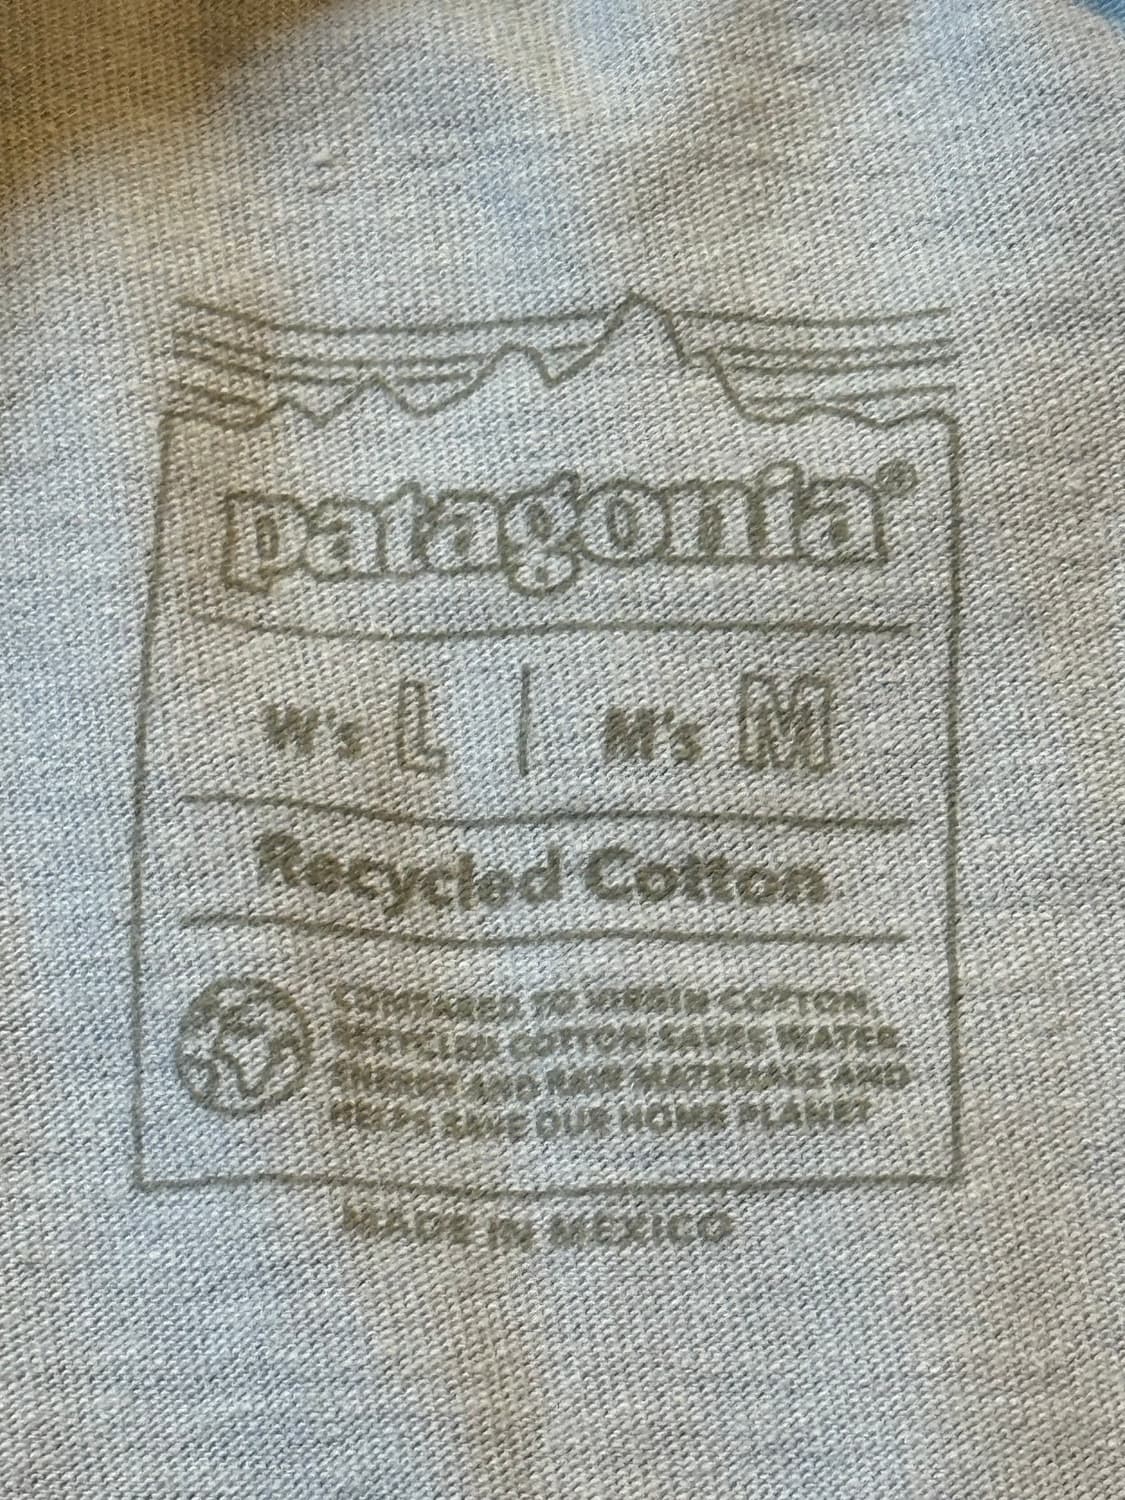 patagonia®
W's L | M's M
Recycled Cotton
COMPARED TO VIRGIN COTTON,
RECYCLED COTTON SAVES WATER,
ENERGY AND RAW MATERIALS AND
HELPS SAVE OUR HOME PLANET
MADE IN MEXICO